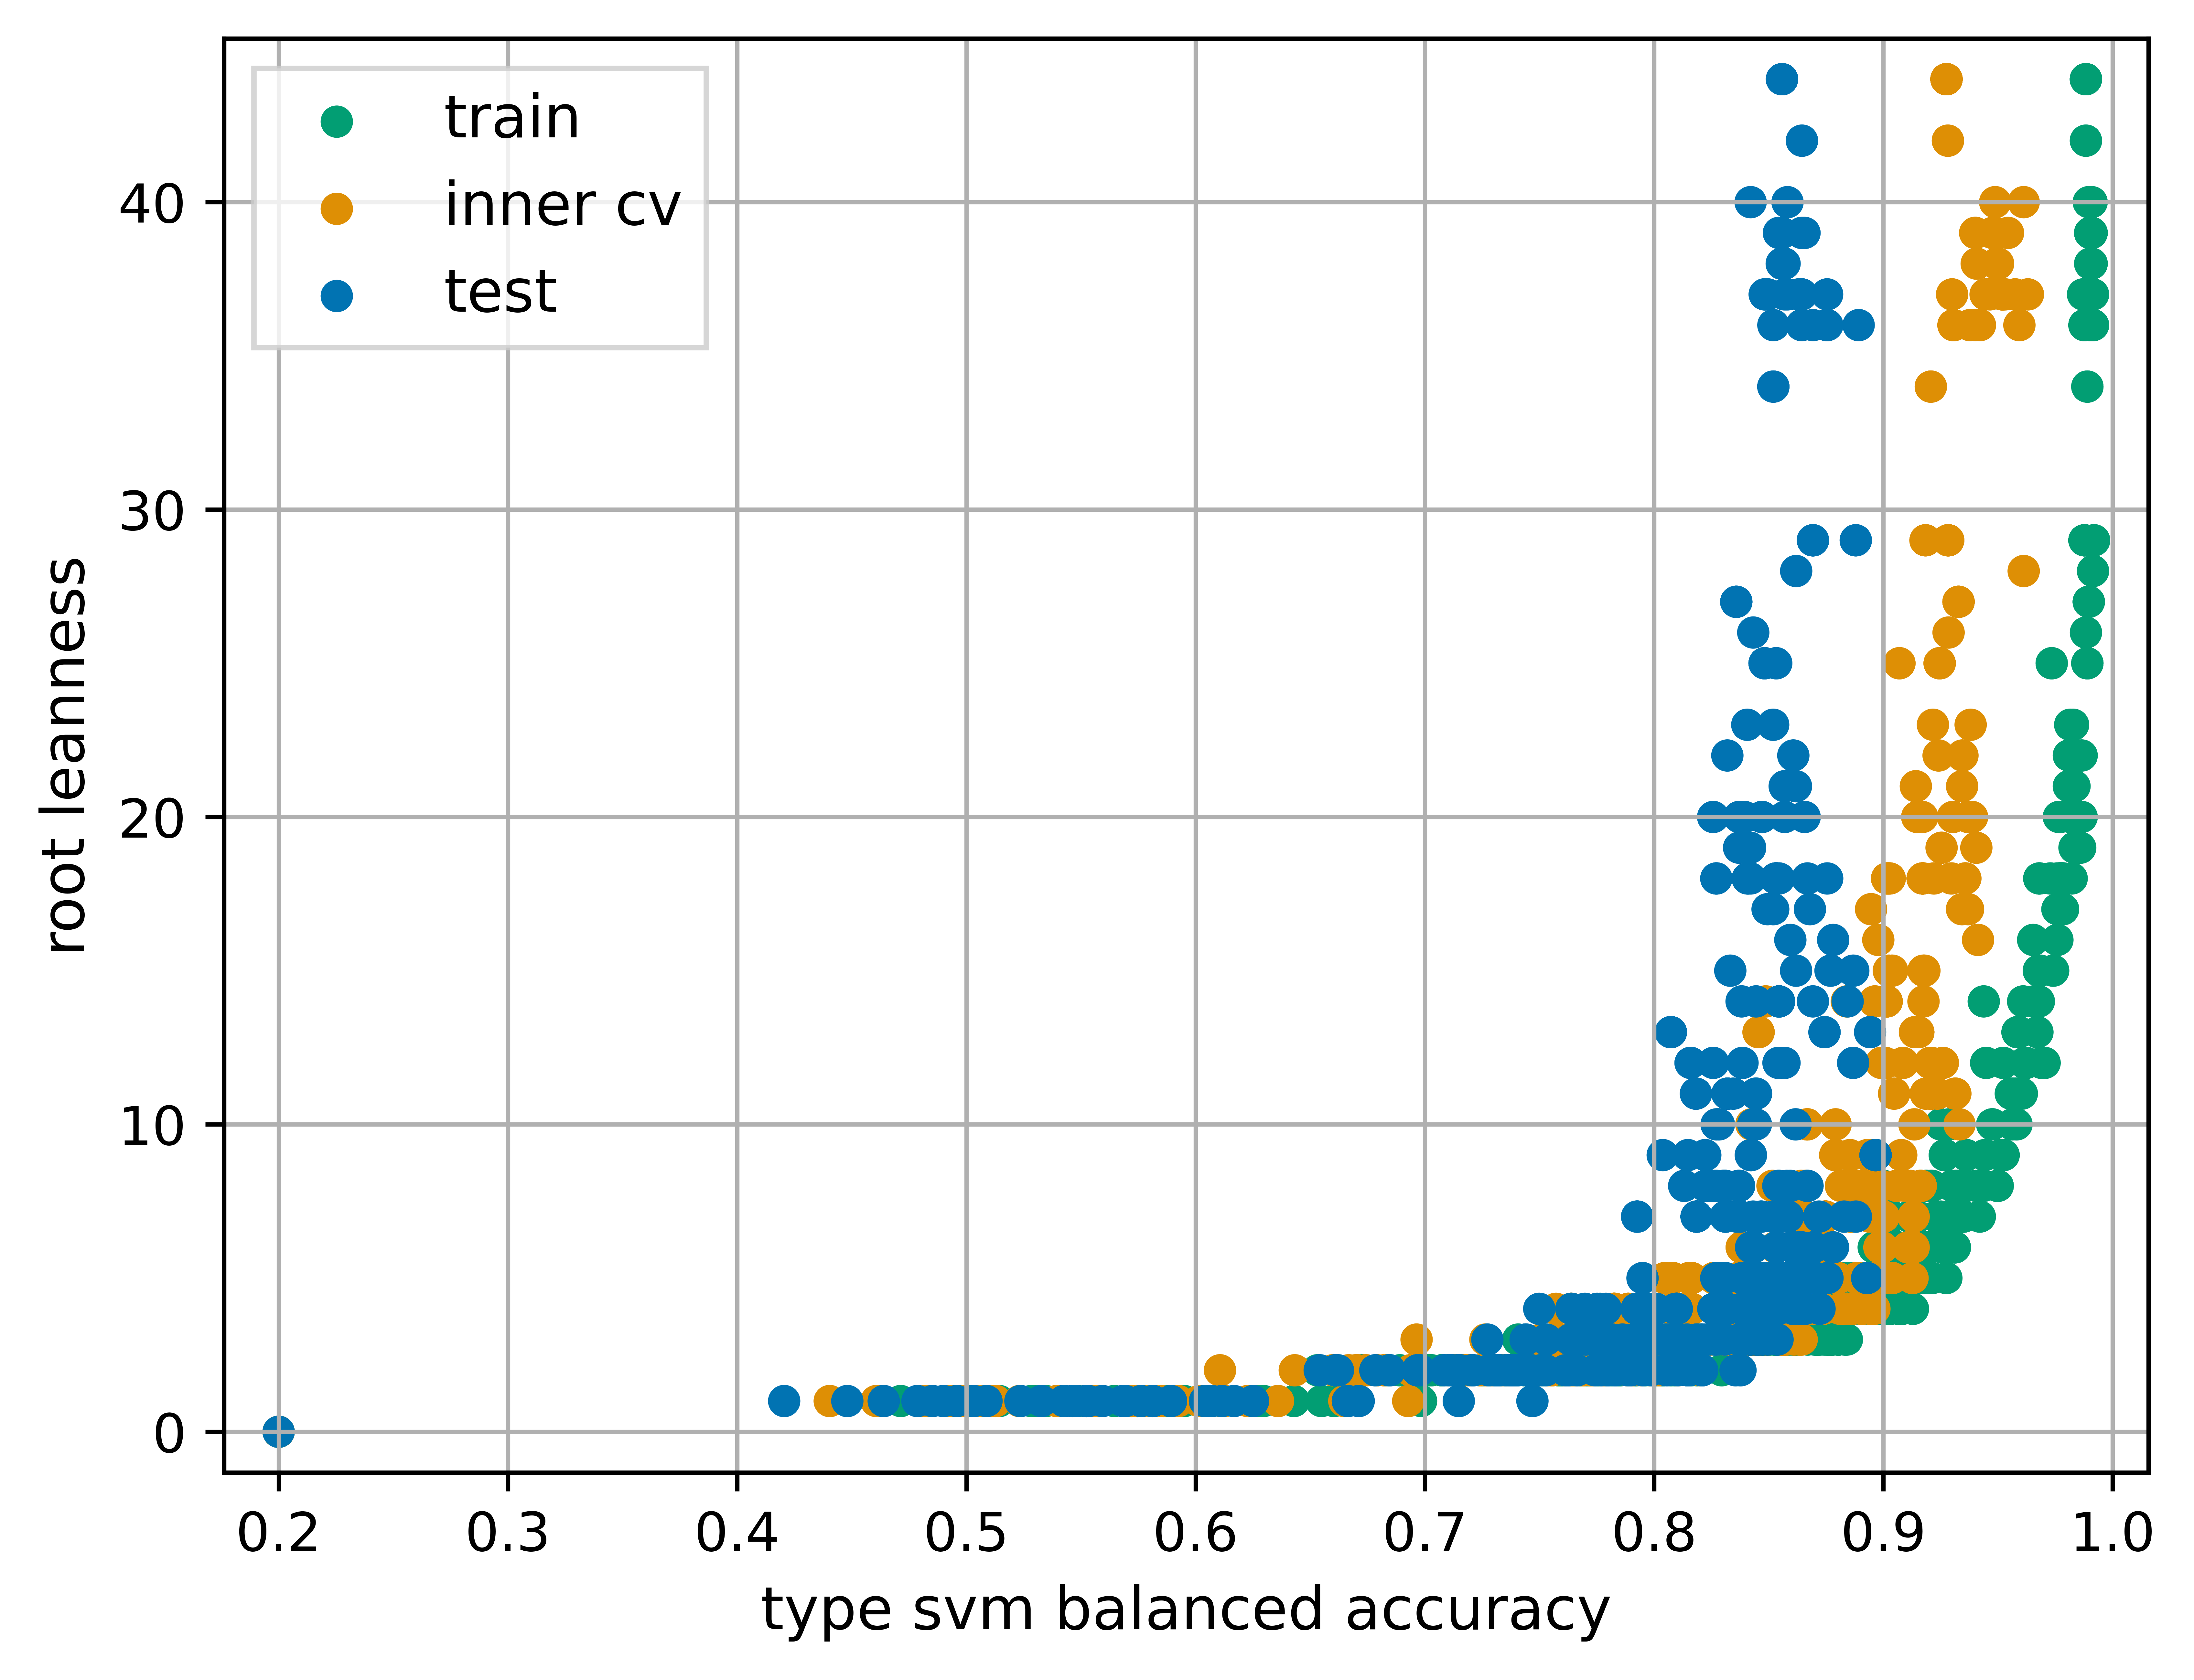 train
inner cv
test
40
30
20
10
0
root leanness
0.2 0.3 0.4 0.5 0.6 0.7 0.8 0.9 1.0
type svm balanced accuracy